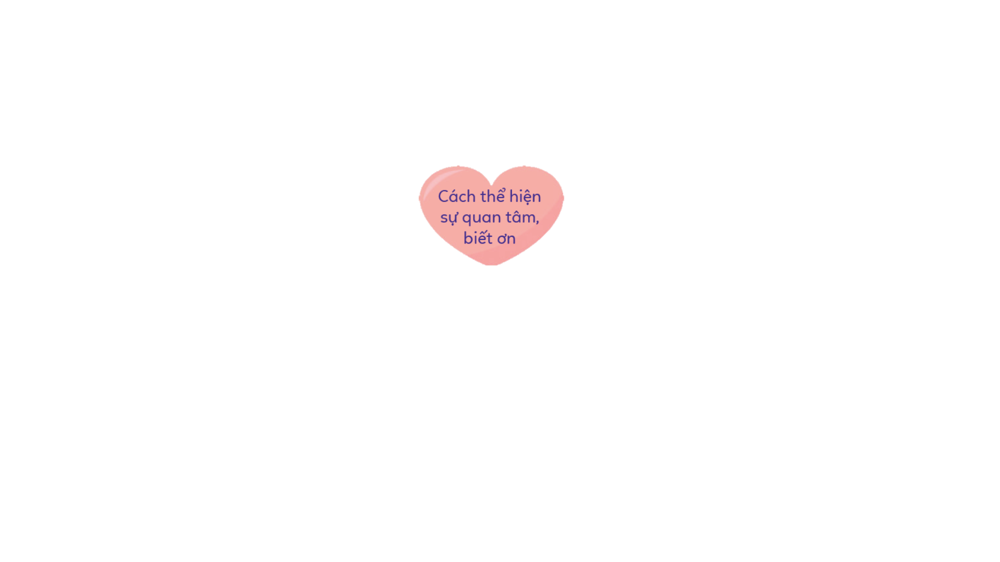 Cách thể hiện
sự quan tâm,
biết ơn